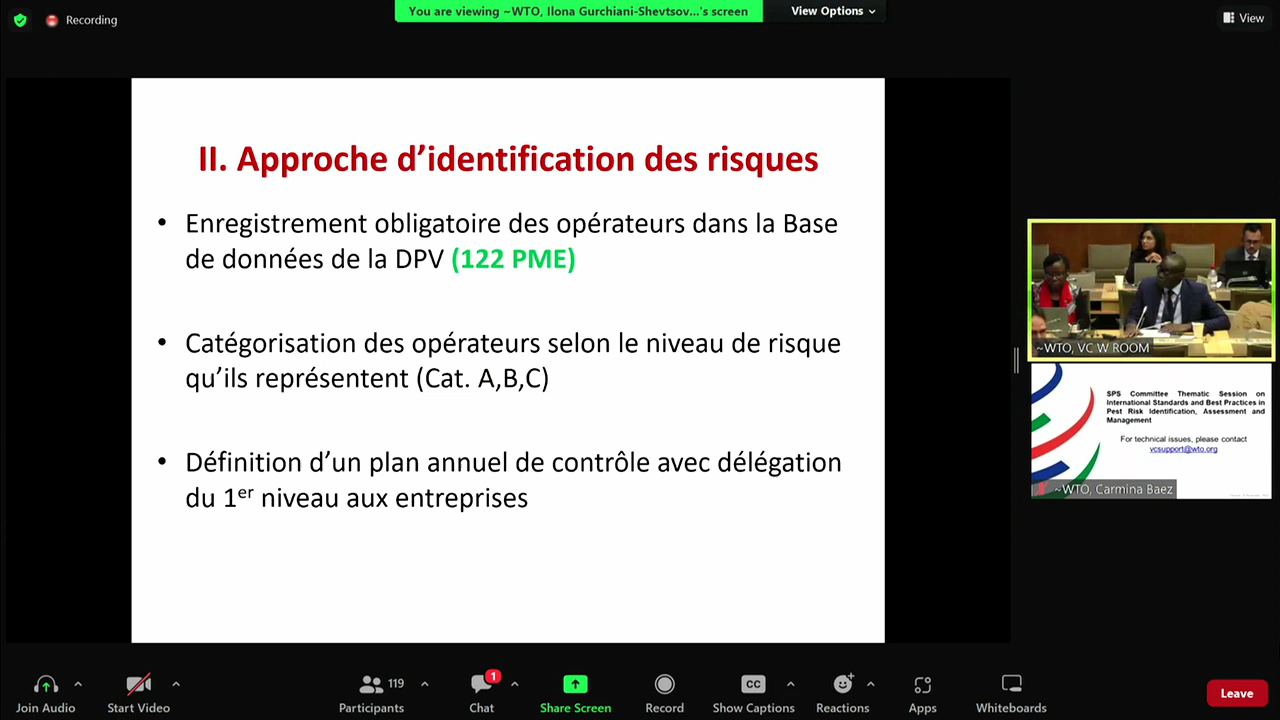 Recording
You are viewing ~WTO, Ilona Gurchiani-Shevtsov...'s screen
View Options
View
II. Approche d’identification des risques
• Enregistrement obligatoire des opérateurs dans la Base
de données de la DPV (122 PME)
• Catégorisation des opérateurs selon le niveau de risque
qu’ils représentent (Cat. A,B,C)
• Définition d’un plan annuel de contrôle avec délégation
du 1er niveau aux entreprises
~WTO, VC W ROOM
SPS Committee Thematic Session on
International Standards and Best Practices in
Pest Risk Identification, Assessment and
Management
For technical issues, please contact
vcsupport@wto.org
~WTO, Carmina Baez
Join Audio
Start Video
119
Participants
1
Chat
Share Screen
Record
CC
Show Captions
Reactions
Apps
Whiteboards
Leave